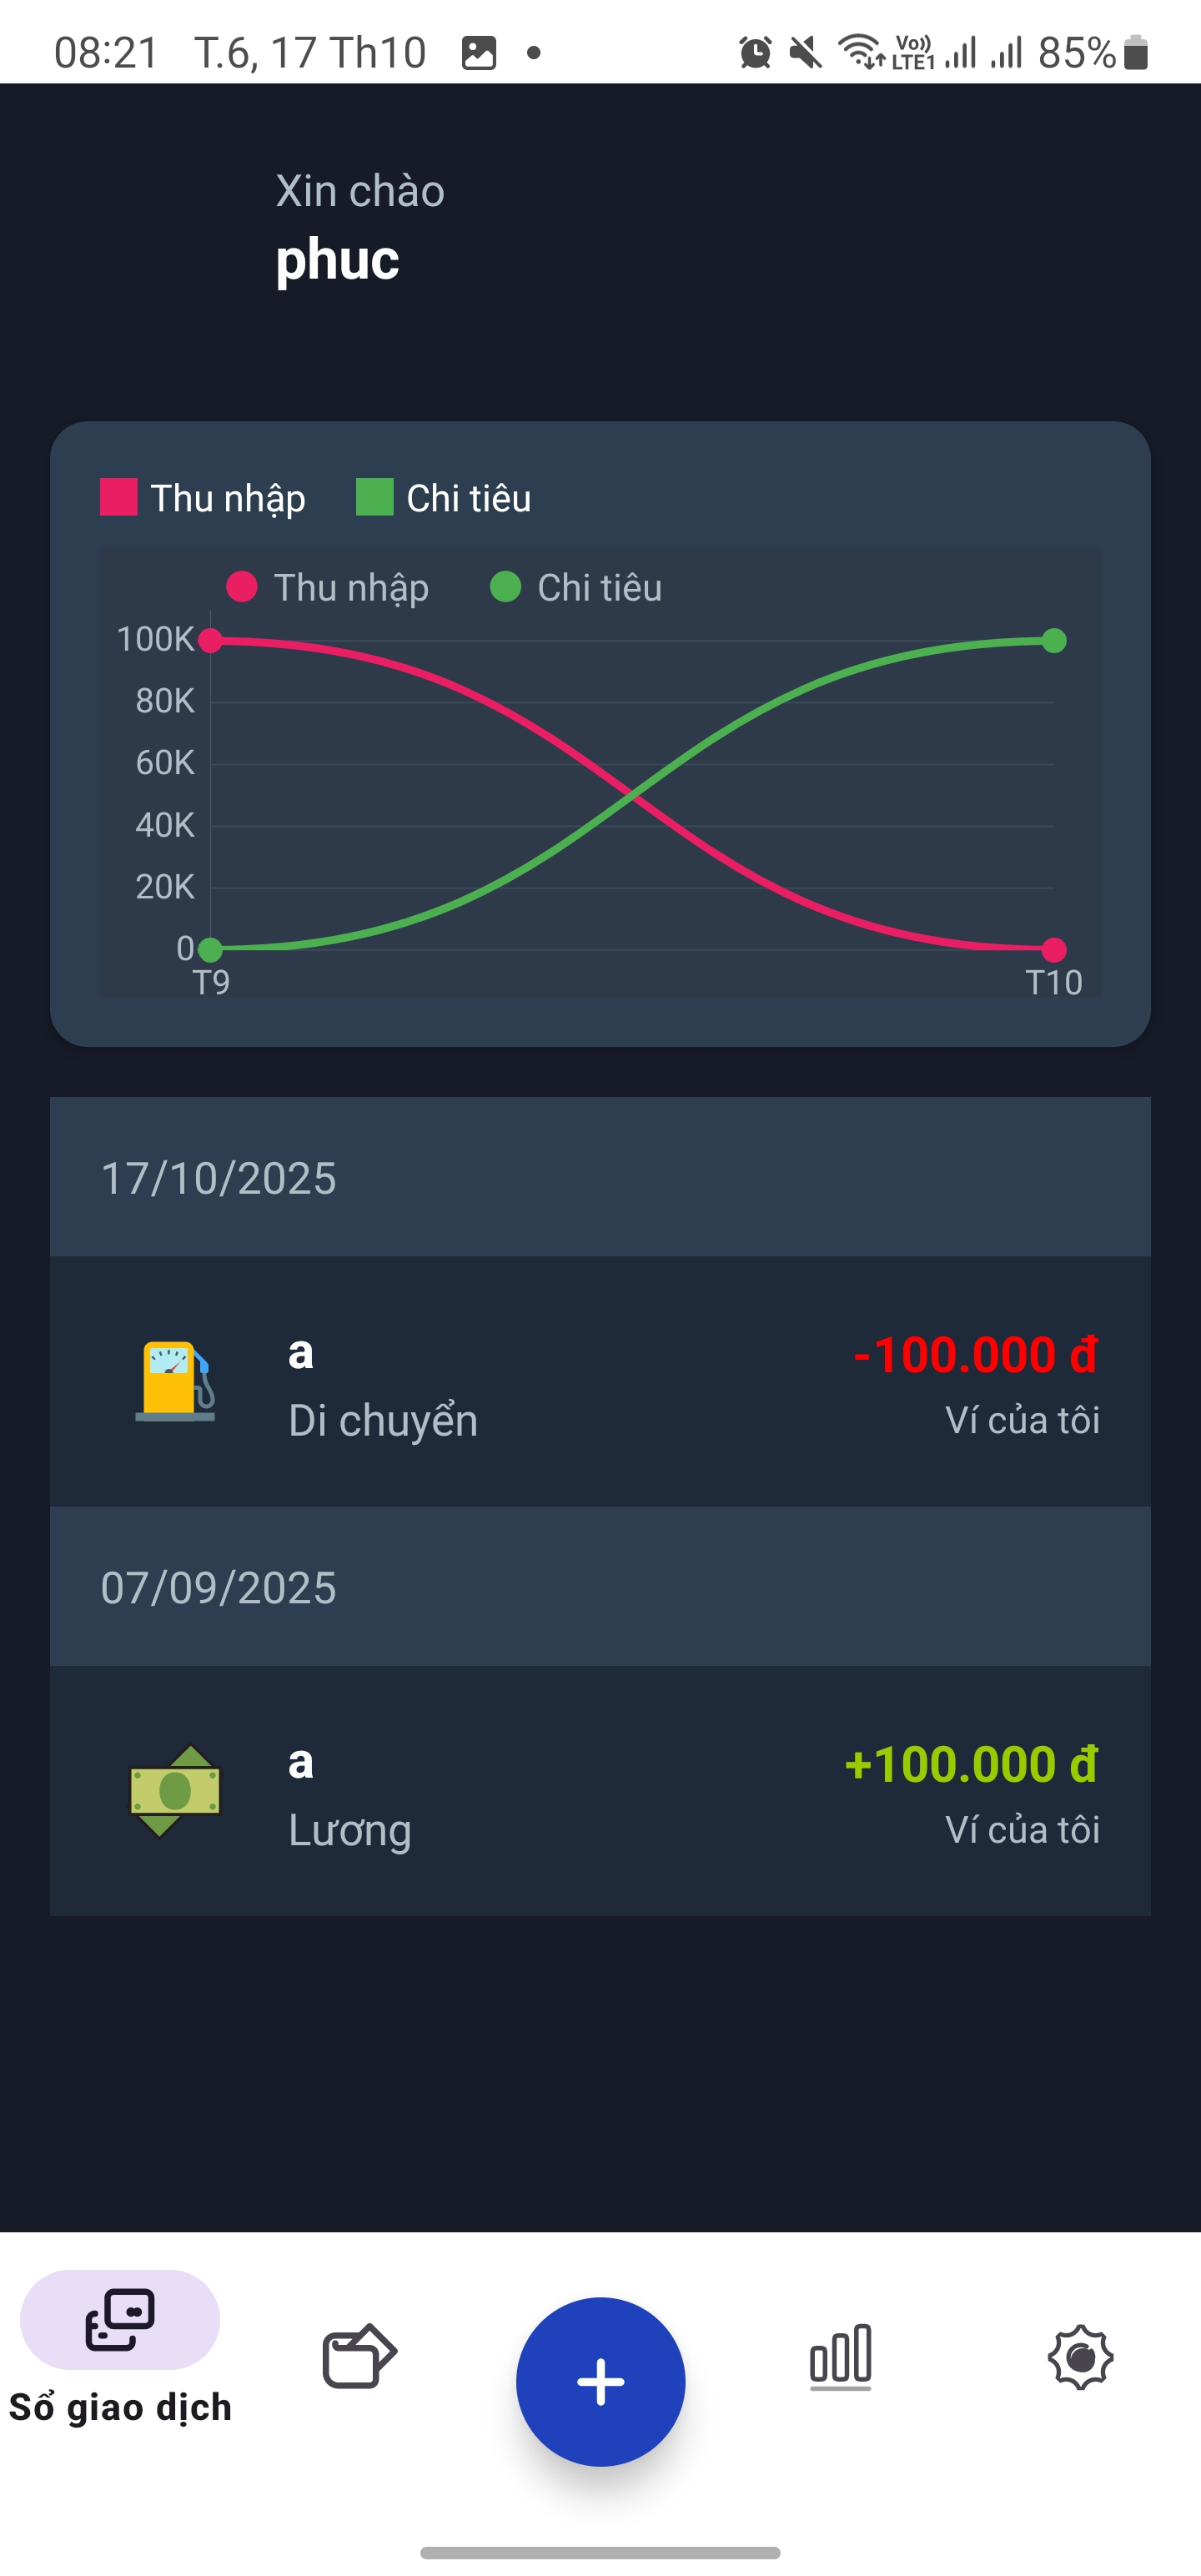 08:21 T.6, 17 Th10 Vo)) LTE1 85%
Xin chào
phuc
Thu nhập Chi tiêu
Thu nhập Chi tiêu
100K
80K
60K
40K
20K
0
T9 T10
17/10/2025
a -100.000 đ
Di chuyển Ví của tôi
07/09/2025
a +100.000 đ
Lương Ví của tôi
Sổ giao dịch